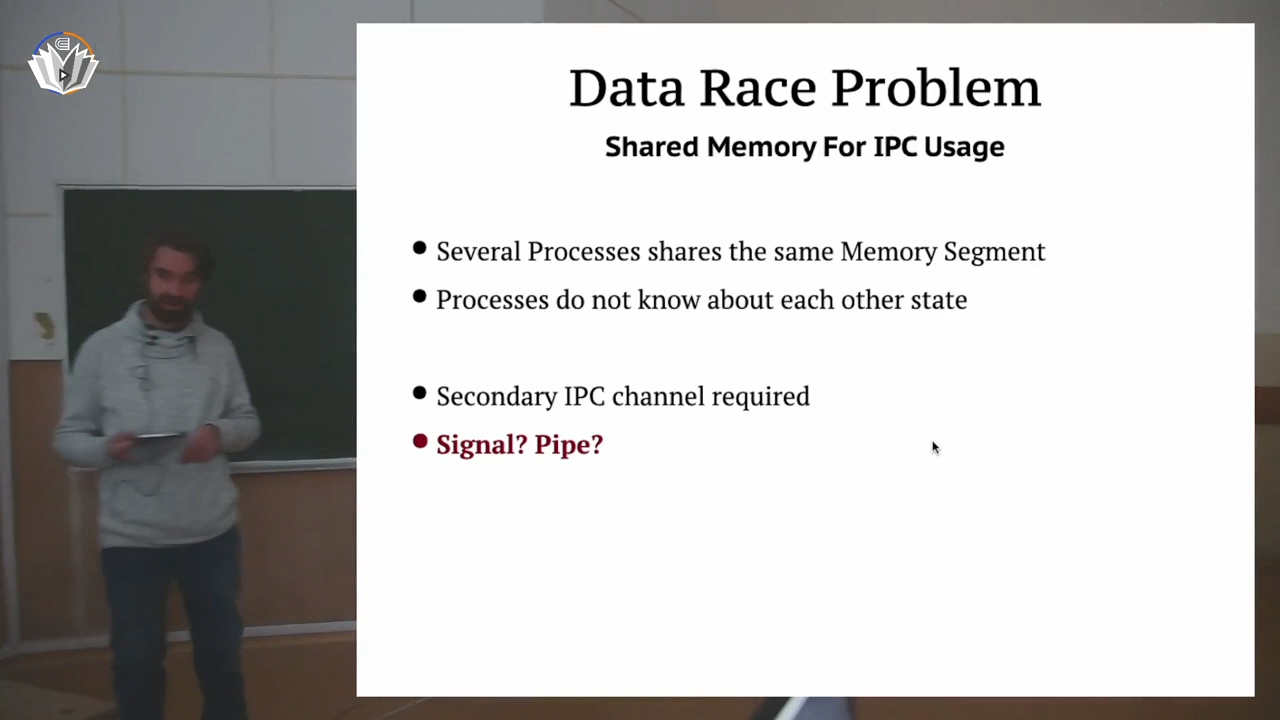 Data Race Problem
Shared Memory For IPC Usage
Several Processes shares the same Memory Segment
Processes do not know about each other state
Secondary IPC channel required
Signal? Pipe?